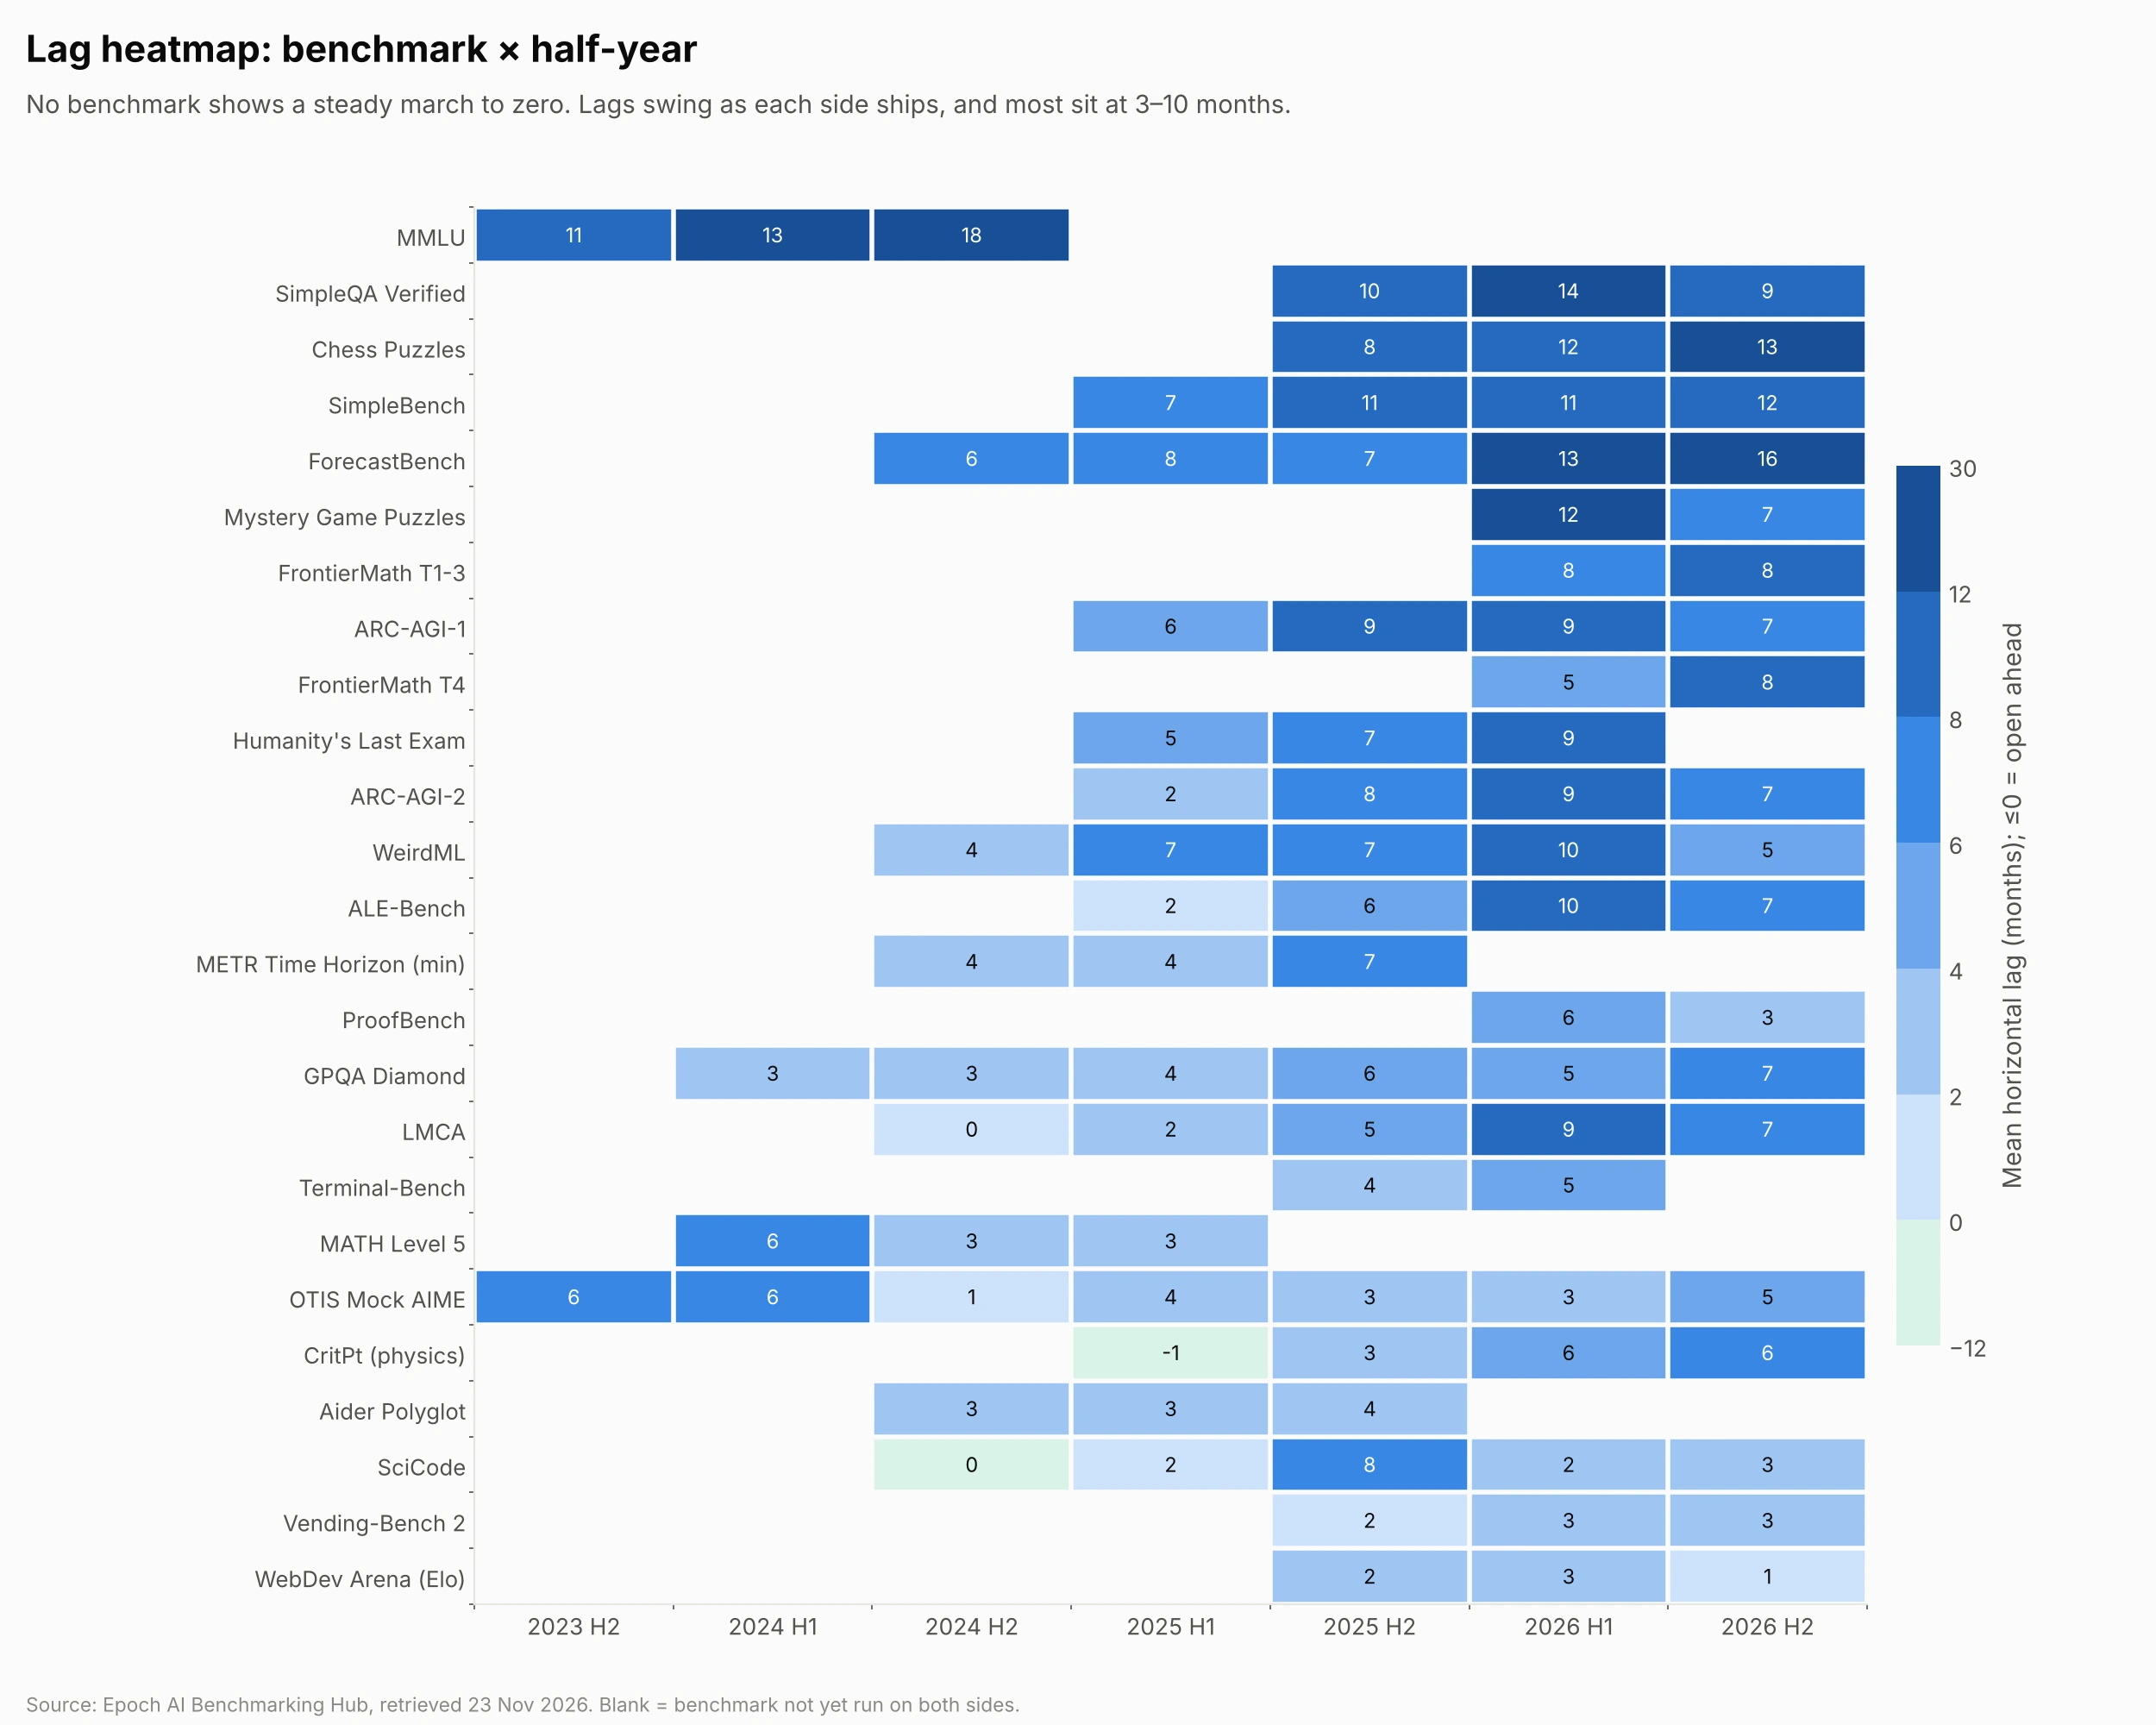 Lag heatmap: benchmark × half-year
No benchmark shows a steady march to zero. Lags swing as each side ships, and most sit at 3–10 months.
MMLU 11 13 18
SimpleQA Verified 10 14 9
Chess Puzzles 8 12 13
SimpleBench 7 11 11 12
ForecastBench 6 8 7 13 16
Mystery Game Puzzles 12 7
FrontierMath T1-3 8 8
ARC-AGI-1 6 9 9 7
FrontierMath T4 5 8
Humanity's Last Exam 5 7 9
ARC-AGI-2 2 8 9 7
WeirdML 4 7 7 10 5
ALE-Bench 2 6 10 7
METR Time Horizon (min) 4 4 7
ProofBench 6 3
GPQA Diamond 3 3 4 6 5 7
LMCA 0 2 5 9 7
Terminal-Bench 4 5
MATH Level 5 6 3 3
OTIS Mock AIME 6 6 1 4 3 3 5
CritPt (physics) -1 3 6 6
Aider Polyglot 3 3 4
SciCode 0 2 8 2 3
Vending-Bench 2 2 3 3
WebDev Arena (Elo) 2 3 1
2023 H2 2024 H1 2024 H2 2025 H1 2025 H2 2026 H1 2026 H2
30
12
8
6
4
2
0
−12
Mean horizontal lag (months); ≤0 = open ahead
Source: Epoch AI Benchmarking Hub, retrieved 23 Nov 2026. Blank = benchmark not yet run on both sides.